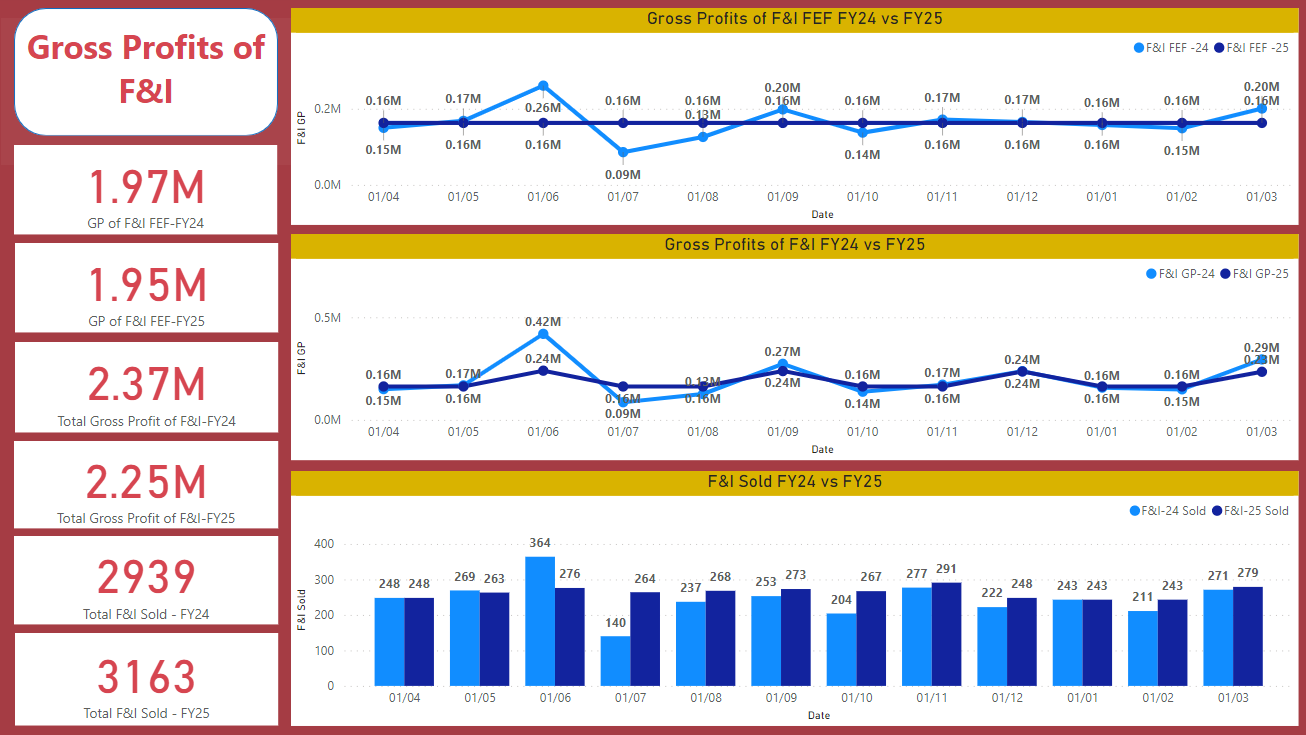 Gross Profits of
F&I
1.97M
GP of F&I FEF-FY24
1.95M
GP of F&I FEF-FY25
2.37M
Total Gross Profit of F&I-FY24
2.25M
Total Gross Profit of F&I-FY25
2939
Total F&I Sold - FY24
3163
Total F&I Sold - FY25
Gross Profits of F&I FEF FY24 vs FY25
F&I FEF -24 F&I FEF -25
F&I GP
0.2M
0.0M
0.16M 0.17M 0.26M 0.16M 0.16M 0.20M 0.16M 0.17M 0.17M 0.16M 0.16M 0.20M
0.13M 0.16M 0.16M
0.15M 0.16M 0.16M 0.09M 0.14M 0.16M 0.16M 0.16M 0.15M
01/04 01/05 01/06 01/07 01/08 01/09 01/10 01/11 01/12 01/01 01/02 01/03
Date
Gross Profits of F&I FY24 vs FY25
F&I GP-24 F&I GP-25
F&I GP
0.5M
0.0M
0.42M
0.16M 0.17M 0.24M 0.16M 0.13M 0.27M 0.16M 0.17M 0.24M 0.16M 0.16M 0.29M
0.15M 0.16M 0.09M 0.16M 0.24M 0.14M 0.16M 0.24M 0.16M 0.15M 0.23M
01/04 01/05 01/06 01/07 01/08 01/09 01/10 01/11 01/12 01/01 01/02 01/03
Date
F&I Sold FY24 vs FY25
F&I-24 Sold F&I-25 Sold
F&I Sold
400
300
200
100
0
248 248 269 263 364 276 140 264 237 268 253 273 204 267 277 291 222 248 243 243 211 243 271 279
01/04 01/05 01/06 01/07 01/08 01/09 01/10 01/11 01/12 01/01 01/02 01/03
Date